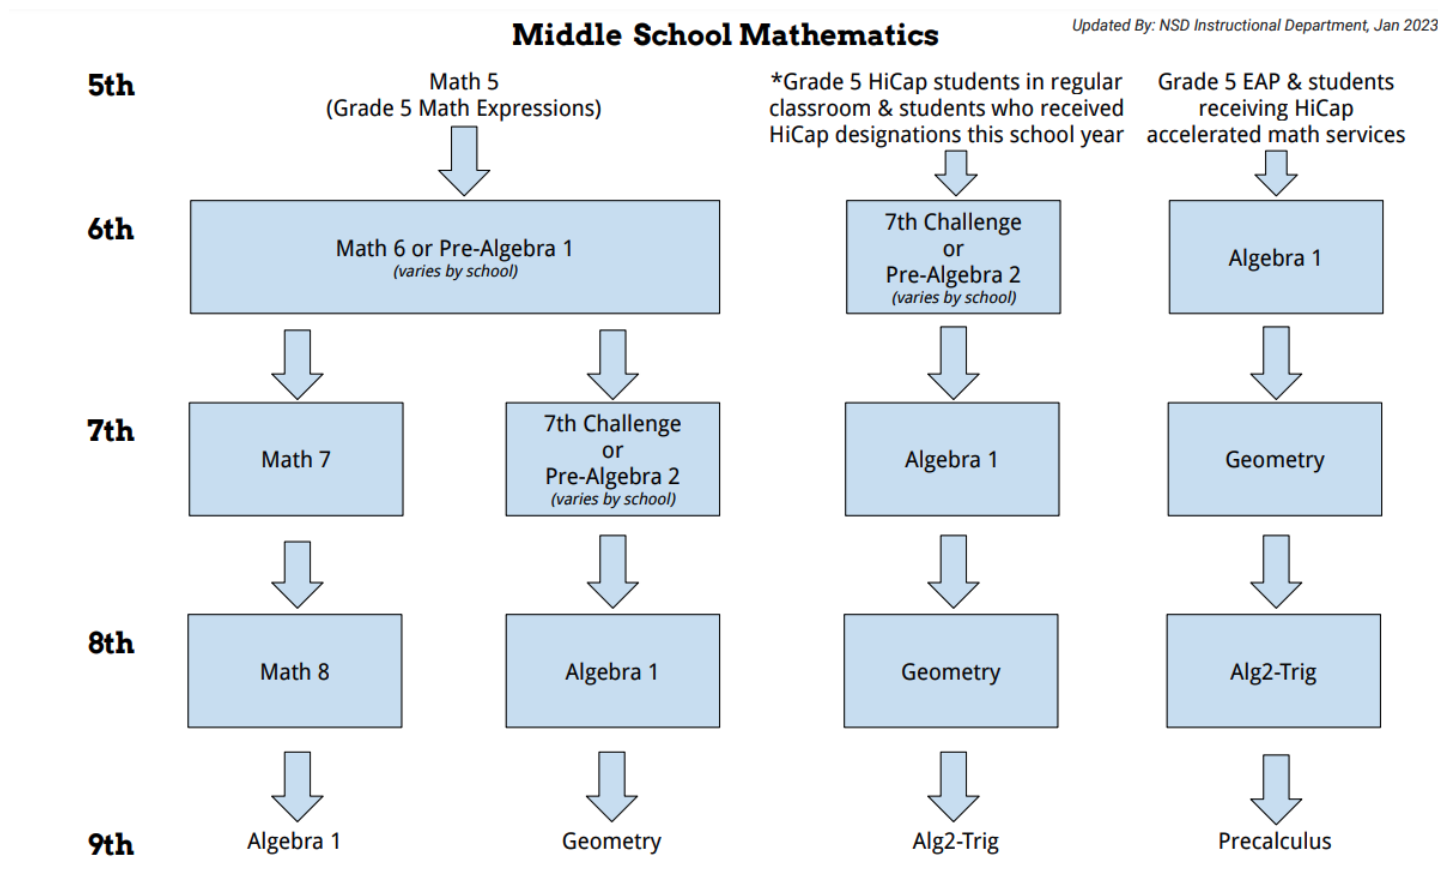 Middle School Mathematics
Updated By: NSD Instructional Department, Jan 2023
5th
Math 5
(Grade 5 Math Expressions)
*Grade 5 HiCap students in regular
classroom & students who received
HiCap designations this school year
Grade 5 EAP & students
receiving HiCap
accelerated math services
6th
Math 6 or Pre-Algebra 1
(varies by school)
7th Challenge
or
Pre-Algebra 2
(varies by school)
Algebra 1
7th
Math 7
7th Challenge
or
Pre-Algebra 2
(varies by school)
Algebra 1
Geometry
8th
Math 8
Algebra 1
Geometry
Alg2-Trig
9th
Algebra 1
Geometry
Alg2-Trig
Precalculus